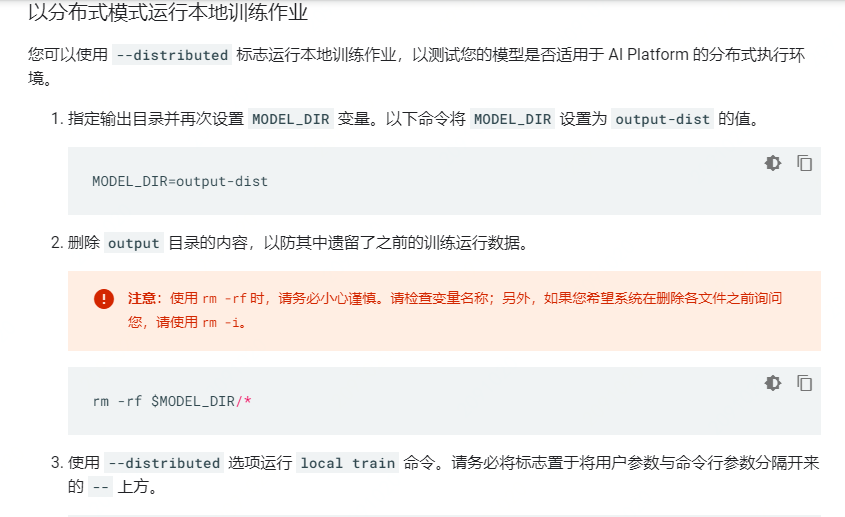 以分布式模式运行本地训练作业
您可以使用 --distributed 标志运行本地训练作业，以测试您的模型是否适用于 AI Platform 的分布式执行环
境。
1. 指定输出目录并再次设置 MODEL_DIR 变量。以下命令将 MODEL_DIR 设置为 output-dist 的值。
MODEL_DIR=output-dist
2. 删除 output 目录的内容，以防其中遗留了之前的训练运行数据。
注意：使用 rm -rf 时，请务必小心谨慎。请检查变量名称；另外，如果您希望系统在删除各文件之前询问
您，请使用 rm -i。
rm -rf $MODEL_DIR/*
3. 使用 --distributed 选项运行 local train 命令。请务必将标志置于将用户参数与命令行参数分隔开来
的 -- 上方。